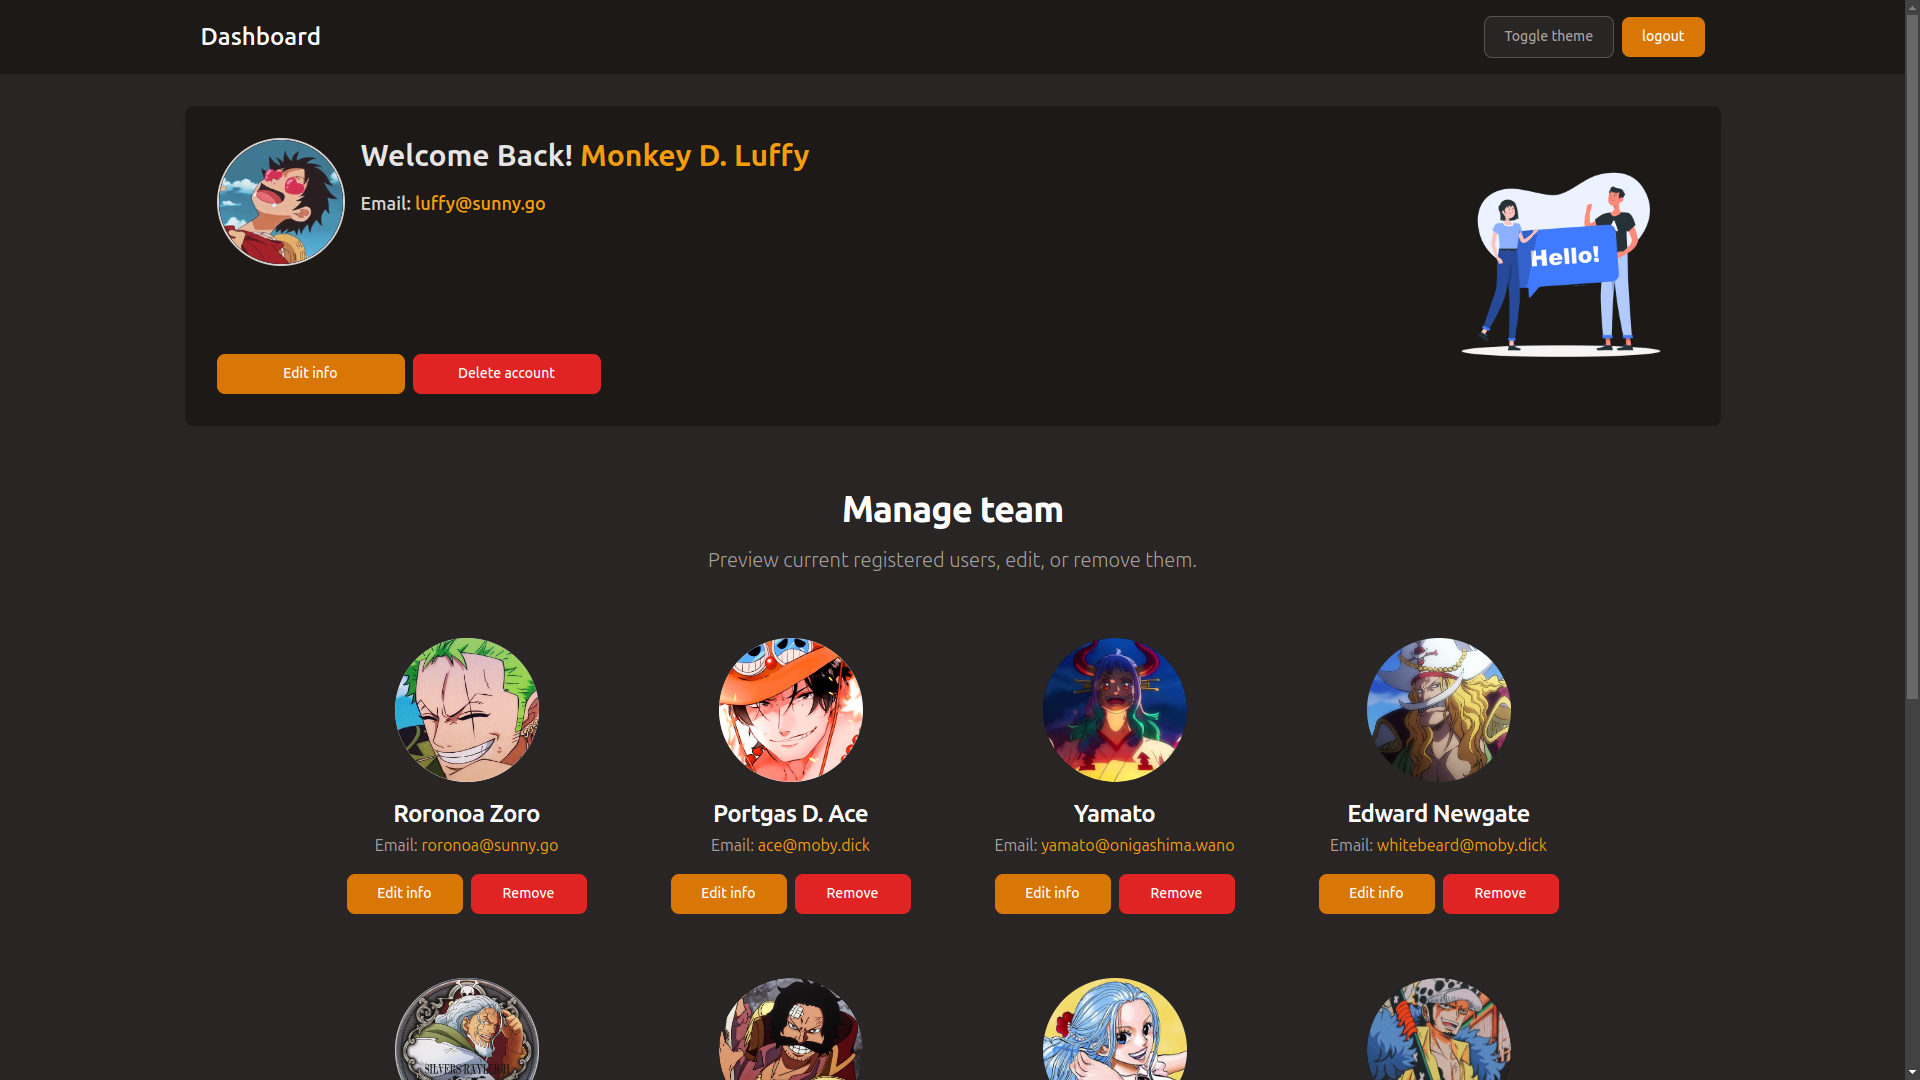 Dashboard
Toggle theme
logout
Welcome Back! Monkey D. Luffy
Email: luffy@sunny.go
Hello!
Edit info
Delete account
Manage team
Preview current registered users, edit, or remove them.
Roronoa Zoro
Portgas D. Ace
Yamato
Edward Newgate
Email: roronoa@sunny.go
Email: ace@moby.dick
Email: yamato@onigashima.wano
Email: whitebeard@moby.dick
Edit info
Remove
Edit info
Remove
Edit info
Remove
Edit info
Remove
SILVERS RAYLEIGH